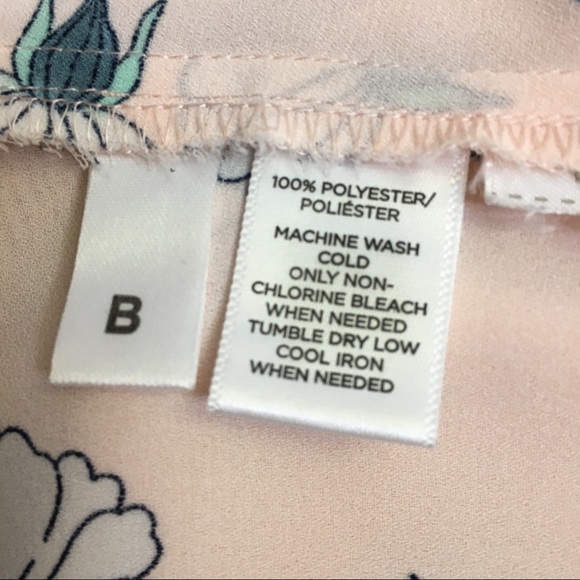 B
100% POLYESTER/
POLIÉSTER
MACHINE WASH
COLD
ONLY NON-
CHLORINE BLEACH
WHEN NEEDED
TUMBLE DRY LOW
COOL IRON
WHEN NEEDED